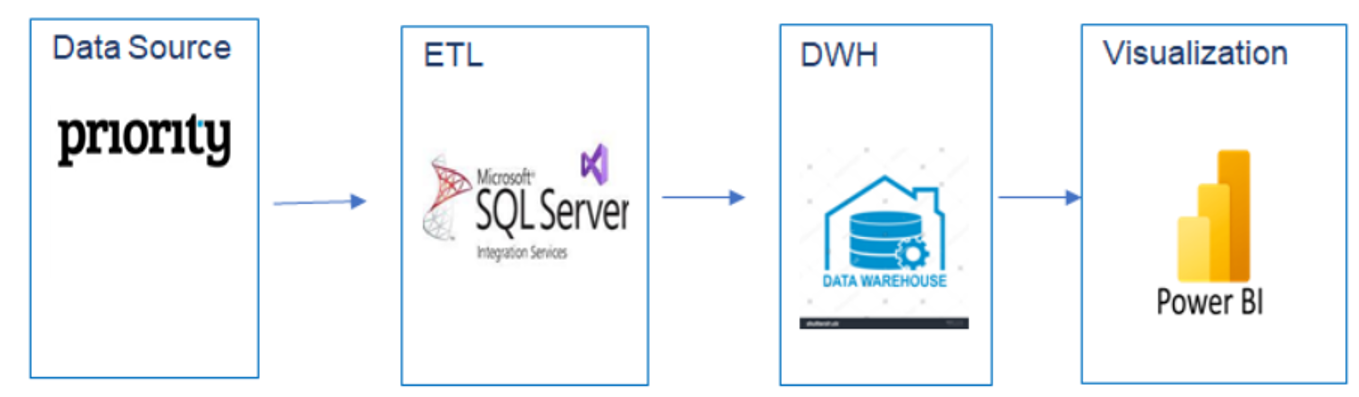 Data Source
priority
ETL
Microsoft®
SQL Server
Integration Services
DWH
DATA WAREHOUSE
Visualization
Power BI